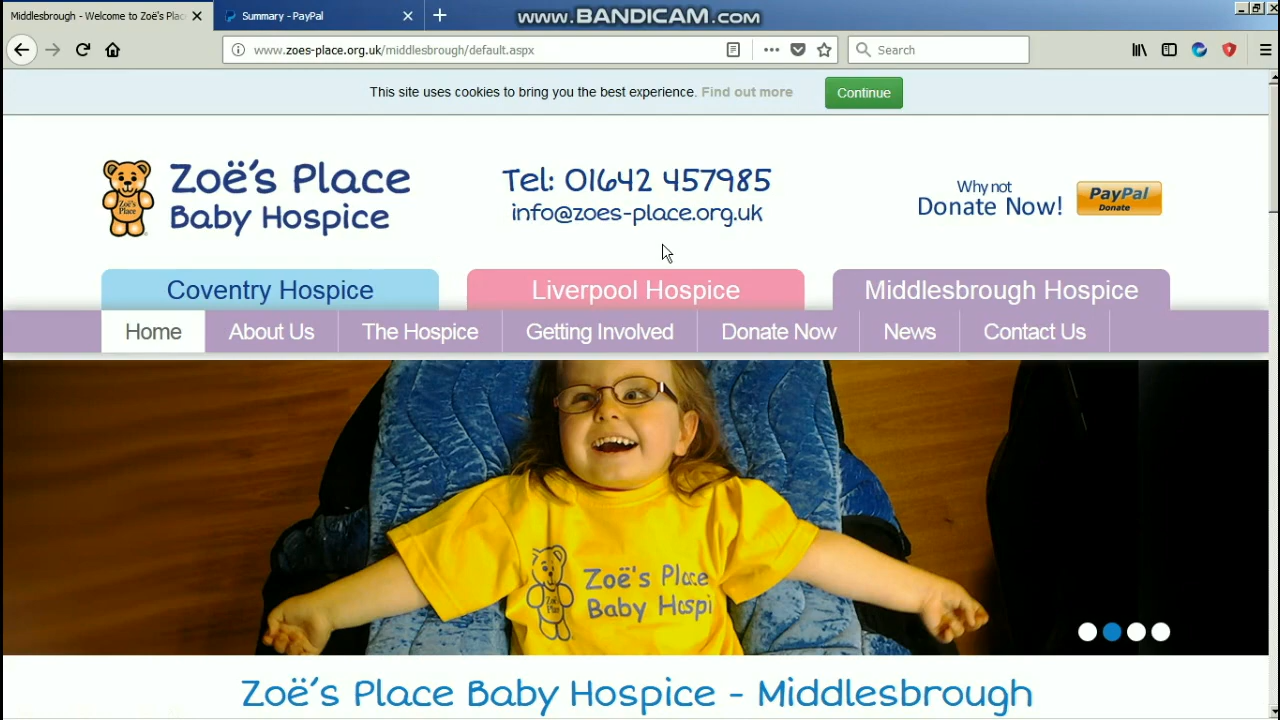 www.BANDICAM.com
Middlesbrough - Welcome to Zoë's Plac
Summary - PayPal
www.zoes-place.org.uk/middlesbrough/default.aspx
Search
This site uses cookies to bring you the best experience. Find out more
Continue
Zoë's Place
Baby Hospice
Zoë's
Place
Tel: 01642 457985
info@zoes-place.org.uk
Why not
Donate Now!
PayPal
Donate
Coventry Hospice
Liverpool Hospice
Middlesbrough Hospice
Home
About Us
The Hospice
Getting Involved
Donate Now
News
Contact Us
Zoë's Place
Baby Hospi
Zoë's Place Baby Hospice - Middlesbrough